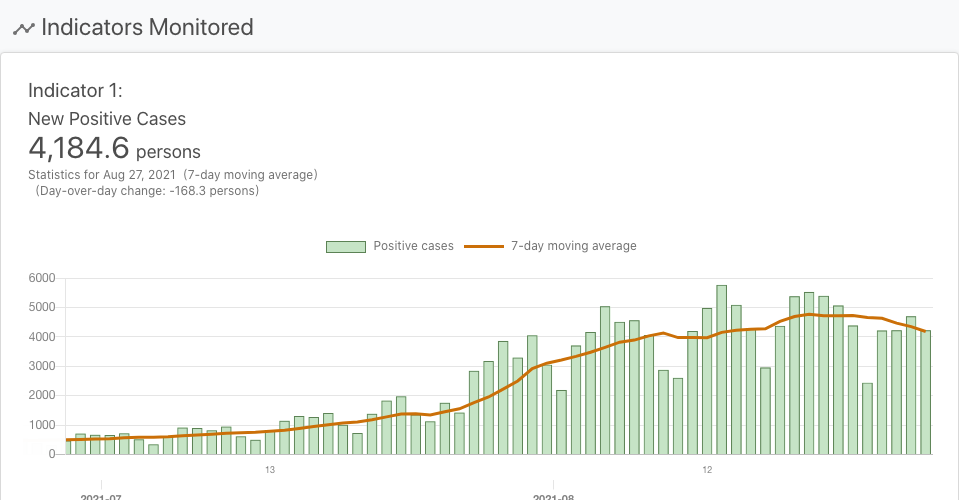 Indicators Monitored
Indicator 1:
New Positive Cases
4,184.6 persons
Statistics for Aug 27, 2021 (7-day moving average)
(Day-over-day change: -168.3 persons)
Positive cases 7-day moving average
6000
5000
4000
3000
2000
1000
0
13 12
2021-07 2021-08